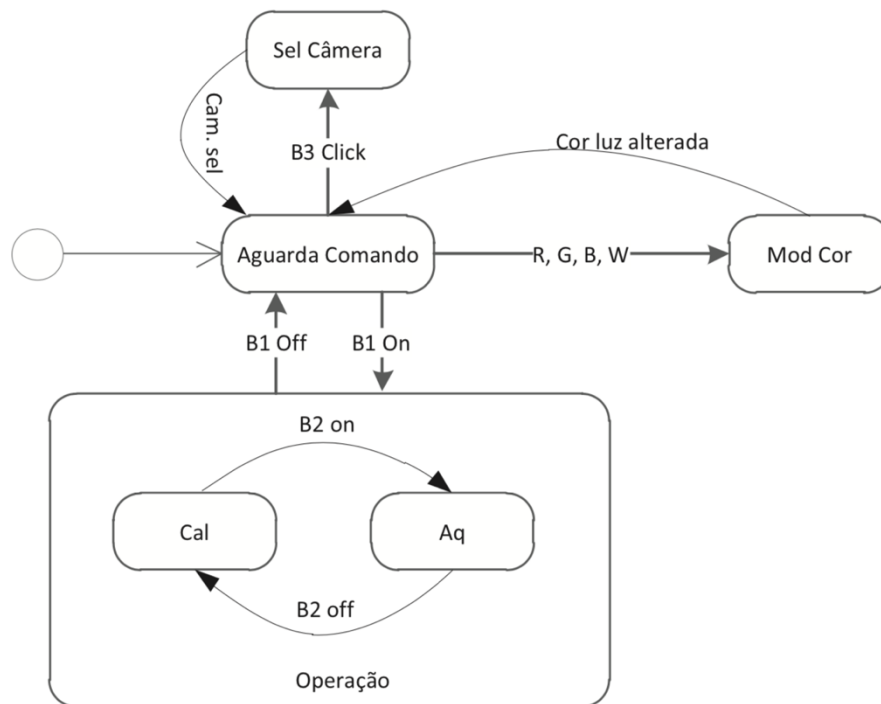 Sel Câmera
Cam. sel
B3 Click
Cor luz alterada
Aguarda Comando
R, G, B, W
Mod Cor
B1 Off
B1 On
B2 on
Cal
Aq
B2 off
Operação